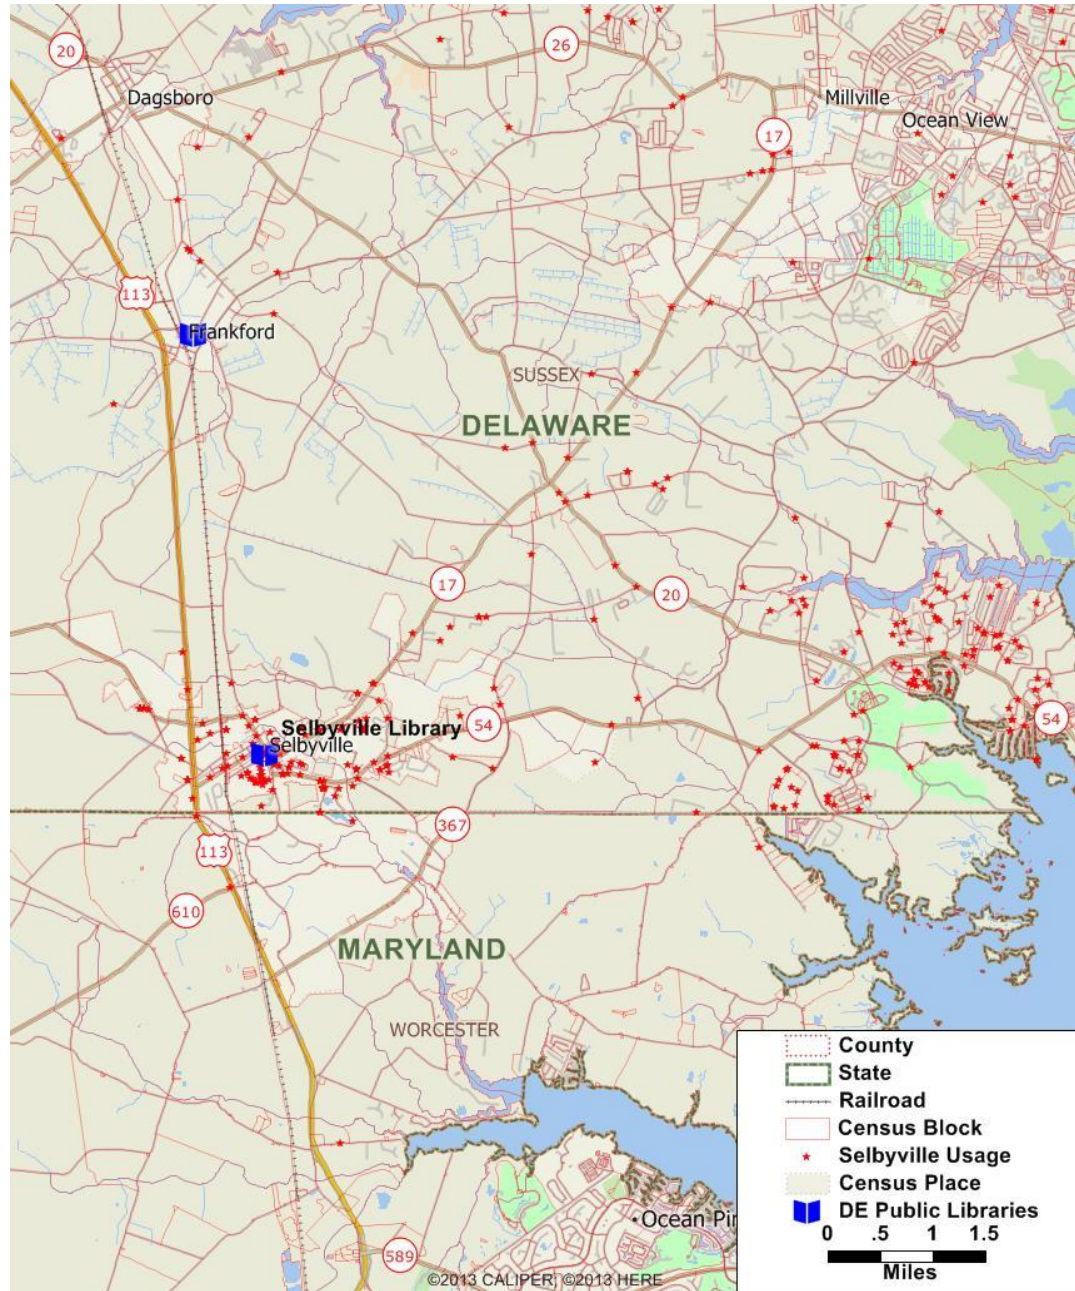 20
26
Dagsboro
Millville
Ocean View
17
113
Frankford
SUSSEX
DELAWARE
17
20
Selbyville Library
54
54
Selbyville
367
113
610
MARYLAND
WORCESTER
Ocean Pin
589
©2013 CALIPER; ©2013 HERE
County
State
Railroad
Census Block
Selbyville Usage
Census Place
DE Public Libraries
0 .5 1 1.5
Miles